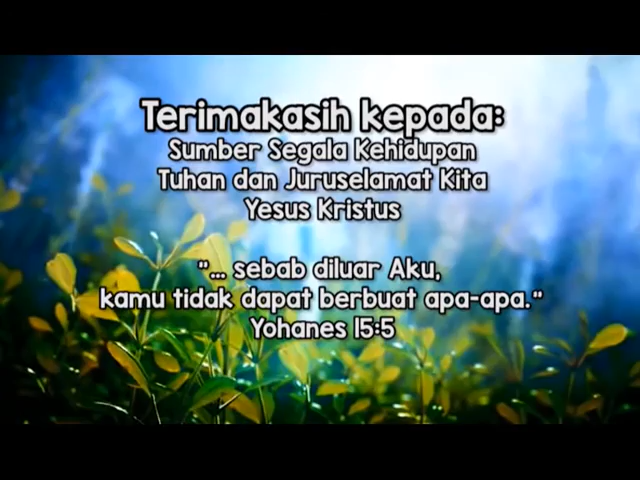 Terimakasih kepada:
Sumber Segala Kehidupan
Tuhan dan Juruselamat Kita
Yesus Kristus
"... sebab diluar Aku,
kamu tidak dapat berbuat apa-apa."
Yohanes 15:5